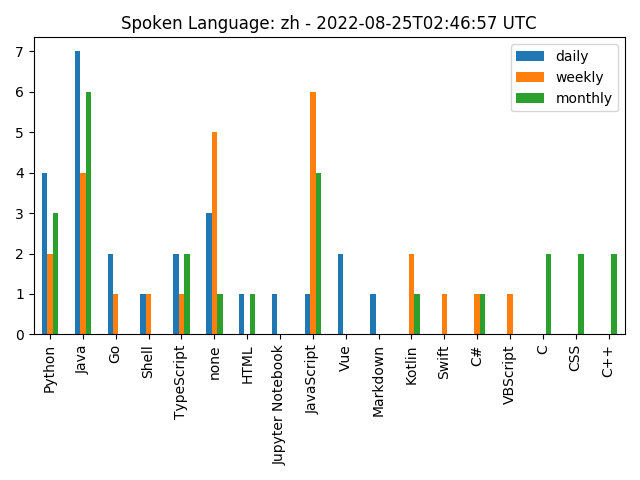 Spoken Language: zh - 2022-08-25T02:46:57 UTC
daily
weekly
monthly
7
6
5
4
3
2
1
0
Python
Java
Go
Shell
TypeScript
none
HTML
Jupyter Notebook
JavaScript
Vue
Markdown
Kotlin
Swift
C#
VBScript
C
CSS
C++